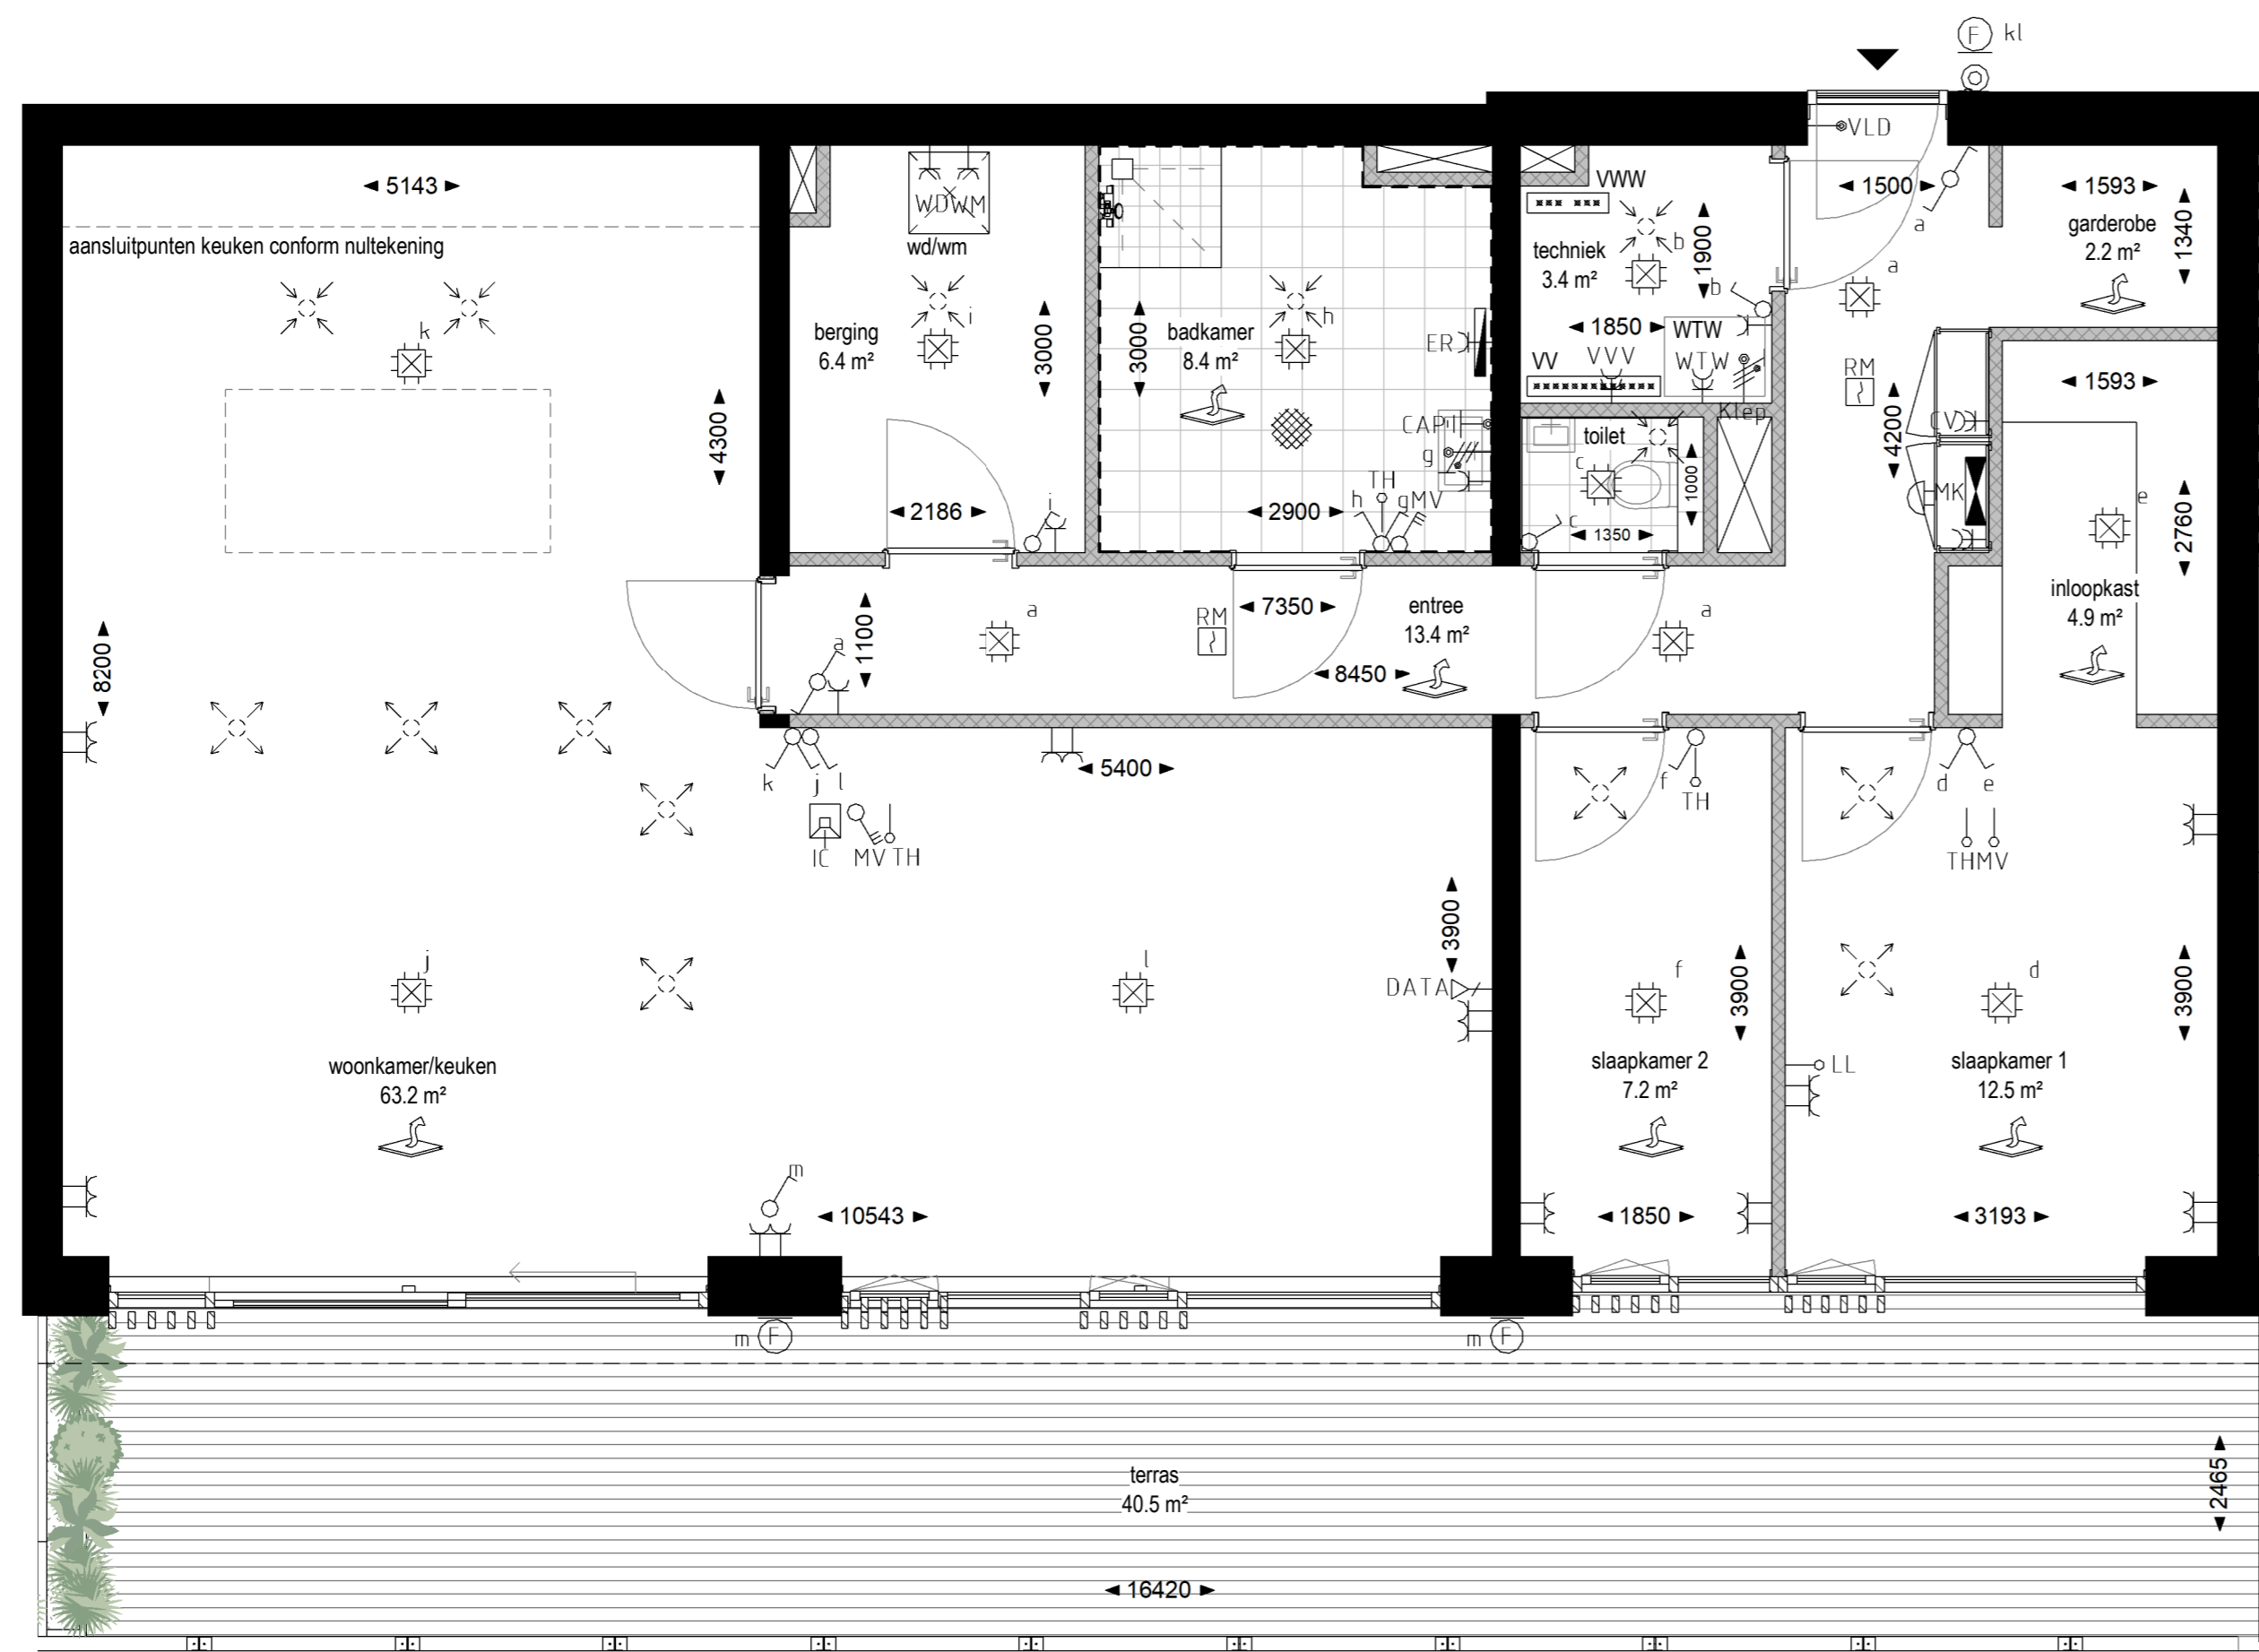 F kl
VLD
5143
1500
1593
garderobe
2.2 m²
1340
a
a
aansluitpunten keuken conform nultekening
WDWM
wd/wm
VWW
techniek
3.4 m²
b
1900
b
1850
WTW
WTW
VV
VVV
Klep
k
berging
6.4 m²
i
3000
3000
badkamer
8.4 m²
h
ER
RM
4200
1593
CV
MK
e
2760
4300
CAP
g
TH
h
gMV
2186
i
2900
toilet
c
1000
c
1350
inloopkast
4.9 m²
8200
a
1100
a
RM
7350
entree
13.4 m²
8450
a
k
j
l
5400
IC
MV
TH
f
TH
d
e
THMV
j
l
3900
DATA
f
3900
d
3900
woonkamer/keuken
63.2 m²
slaapkamer 2
7.2 m²
LL
slaapkamer 1
12.5 m²
m
10543
1850
3193
m F
m F
terras
40.5 m²
2465
16420